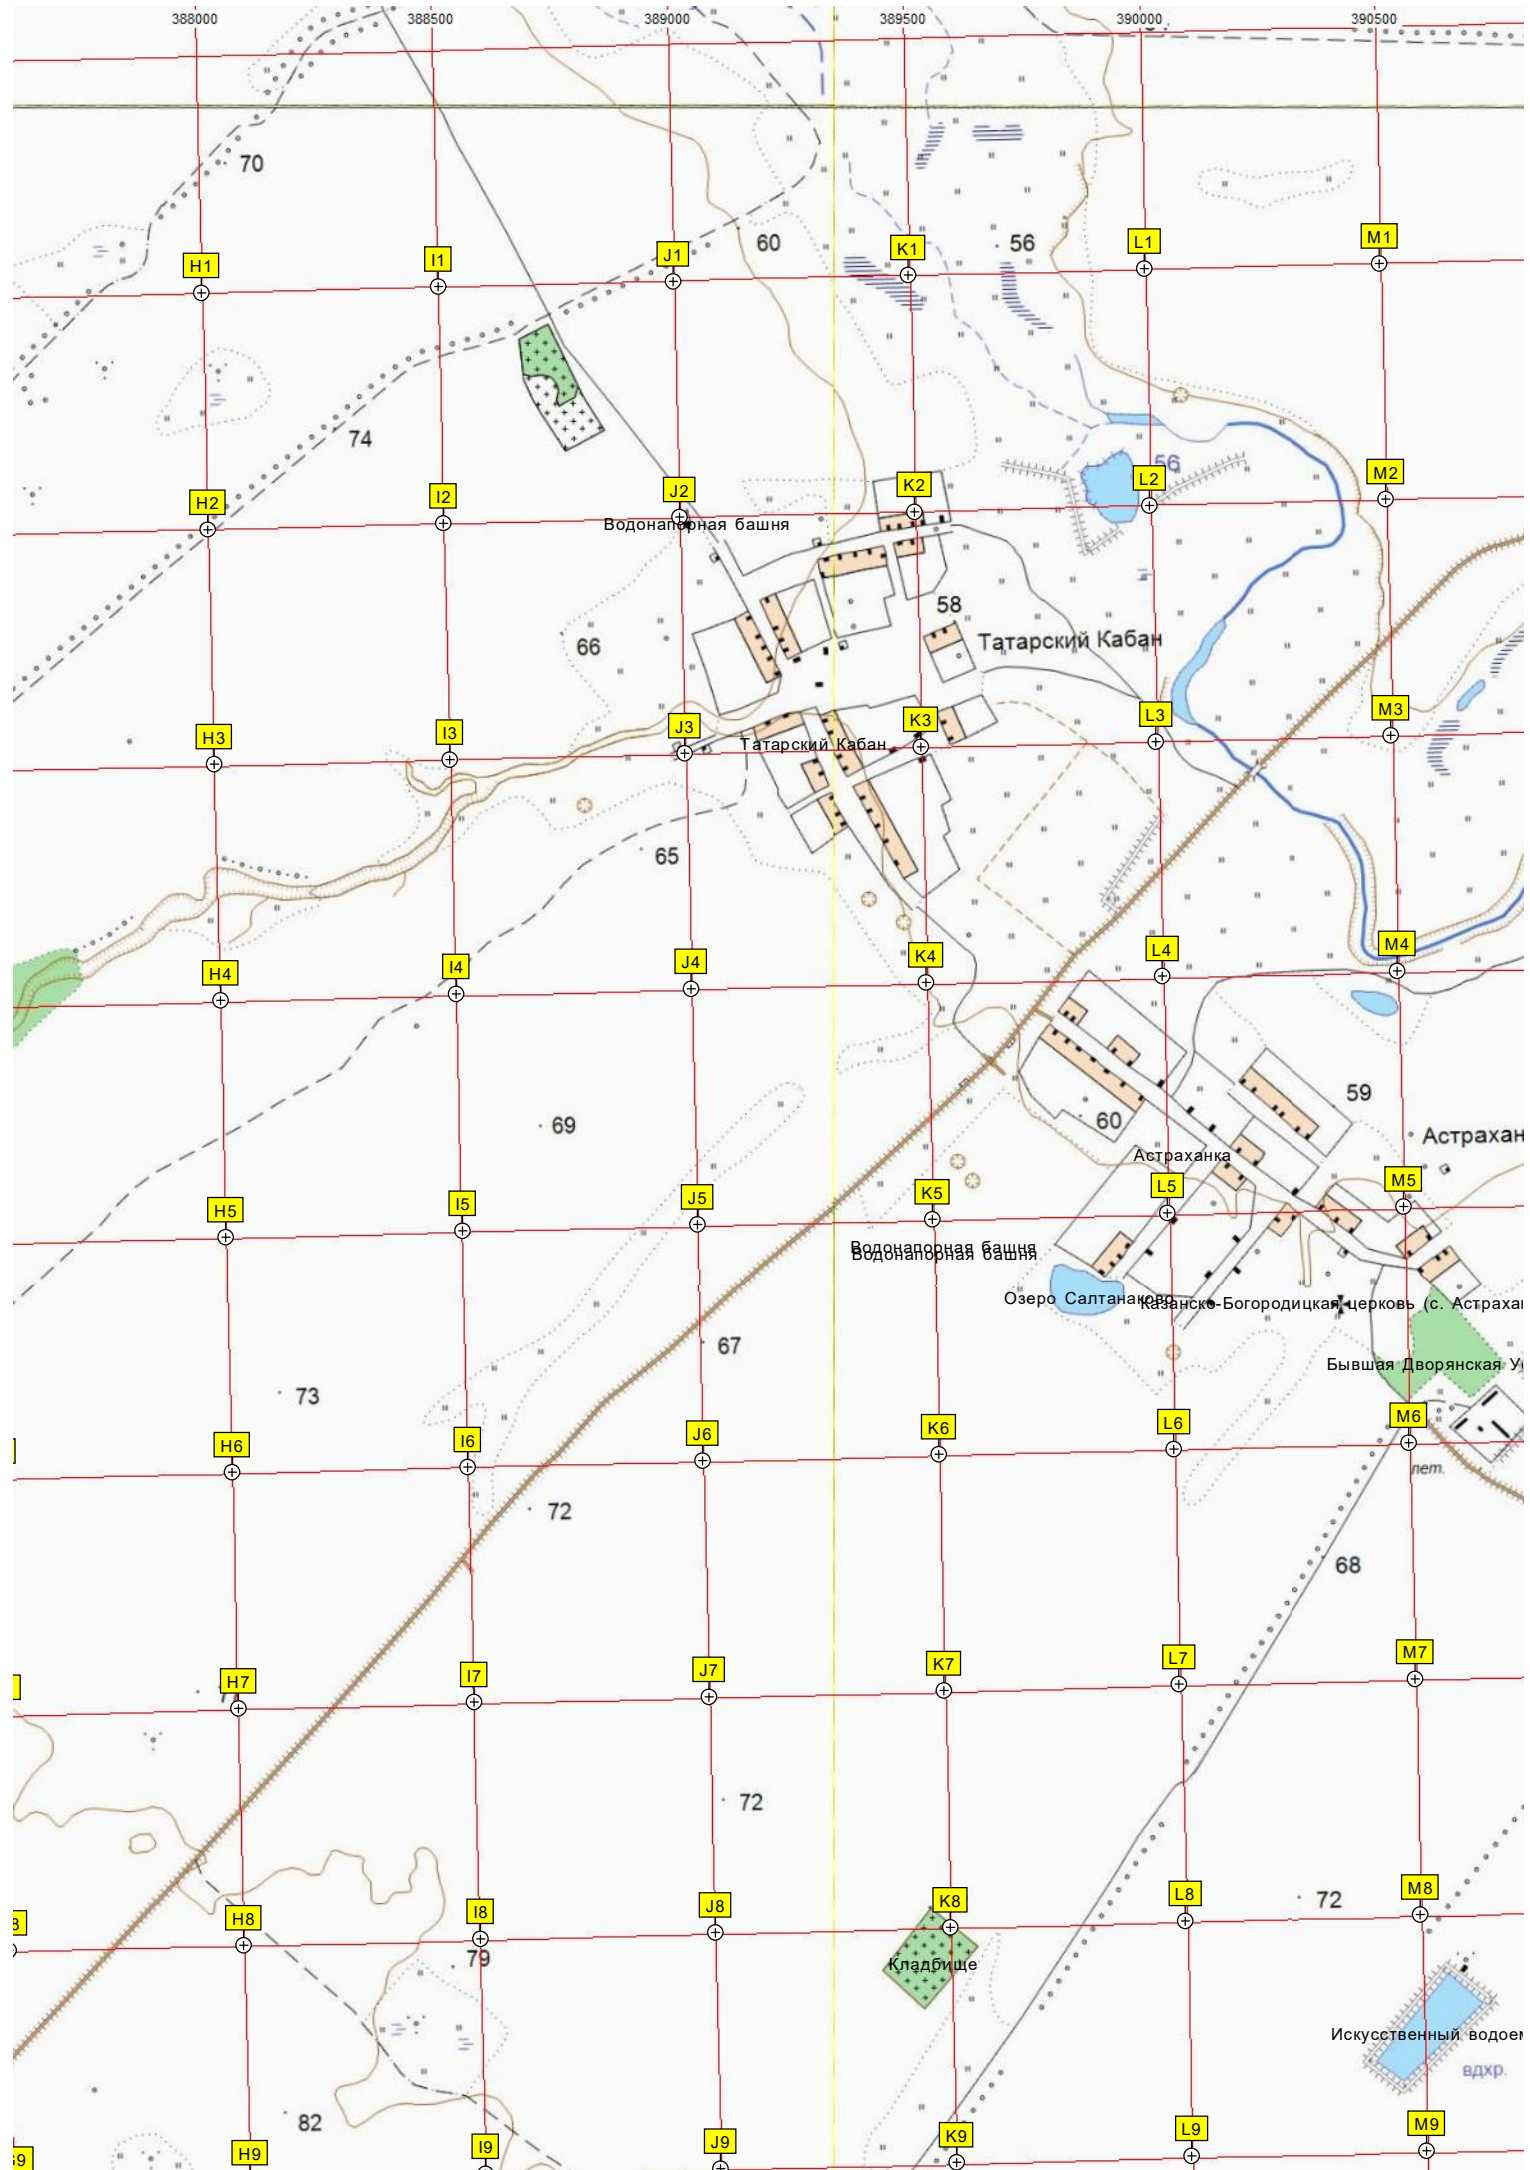 388000 388500 389000 389500 390000 390500
70
60
56
H1 I1 J1 K1 L1 M1
74
56
H2 I2 J2 K2 L2 M2
Водонапорная башня
58
Татарский Кабан
66
H3 I3 J3 K3 L3 M3
Татарский Кабан
65
H4 I4 J4 K4 L4 M4
59
60
69
Астрахан
Астраханка
H5 I5 J5 K5 L5 M5
Водонапорная башня
Водонапорная башня
Озеро Салтанаково
Казанско-Богородицкая церковь (с. Астрахан
67
Бывшая Дворянская Ус
73
H6 I6 J6 K6 L6 M6
лет.
72
68
H7 I7 J7 K7 L7 M7
72
72
8 H8 I8 J8 K8 L8 M8
79
Кладбище
Искусственный водоем
вдхр.
82
H9 I9 J9 K9 L9 M9